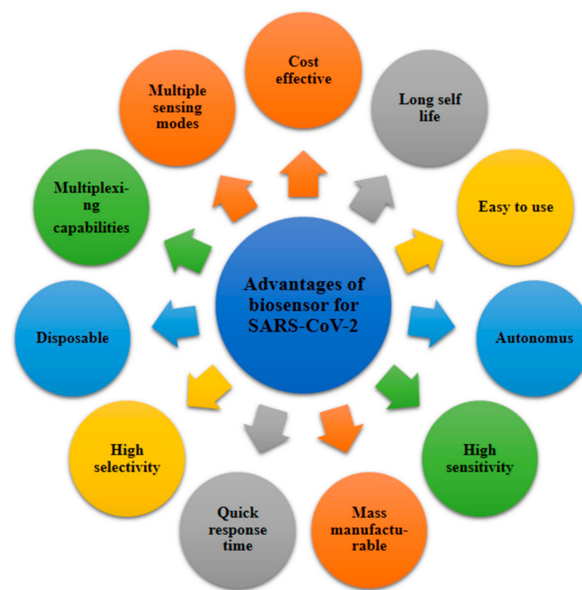 Cost
effective
Long self
life
Easy to use
Autonomus
High
sensitivity
Mass
manufactu-
rable
Quick
response
time
High
selectivity
Disposable
Multiplexi-
ng
capabilities
Multiple
sensing
modes
Advantages of
biosensor for
SARS-CoV-2